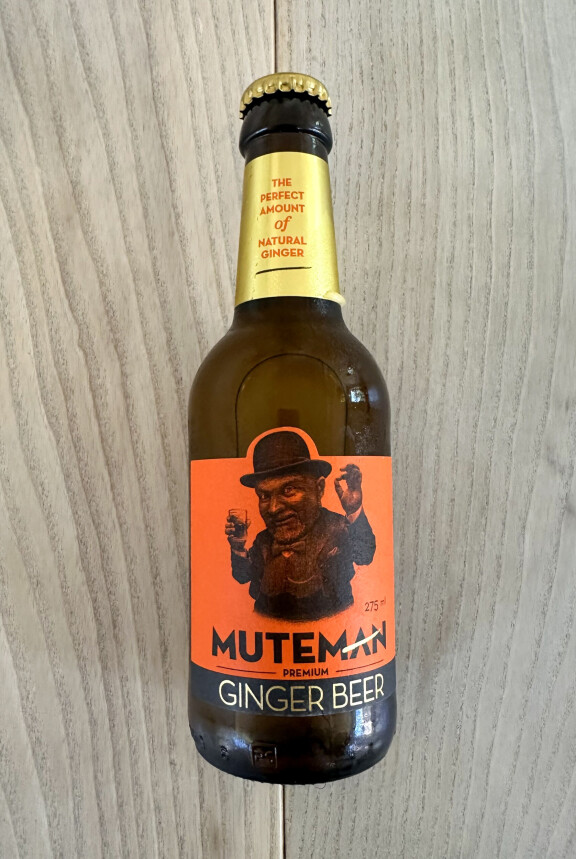 THE
PERFECT
AMOUNT
of
NATURAL
GINGER
275 ml
MUTEMAN
PREMIUM
GINGER BEER